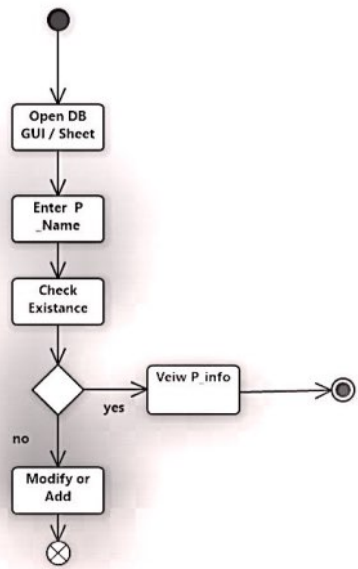 Open DB
GUI / Sheet
Enter P
_Name
Check
Existance
Veiw P_info
yes
no
Modify or
Add